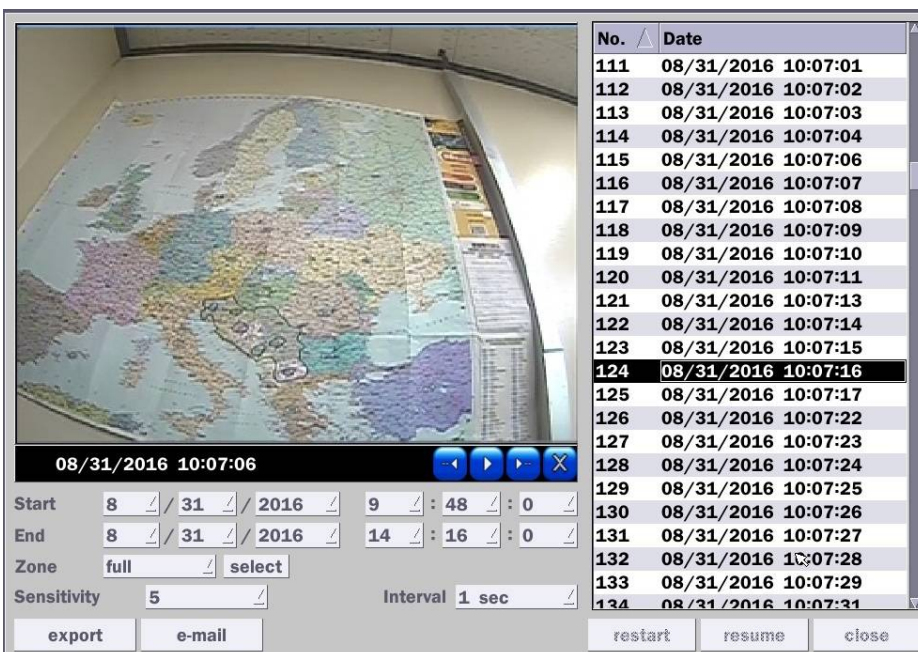 No. Date
111 08/31/2016 10:07:01
112 08/31/2016 10:07:02
113 08/31/2016 10:07:03
114 08/31/2016 10:07:04
115 08/31/2016 10:07:06
116 08/31/2016 10:07:07
117 08/31/2016 10:07:08
118 08/31/2016 10:07:09
119 08/31/2016 10:07:10
120 08/31/2016 10:07:11
121 08/31/2016 10:07:13
122 08/31/2016 10:07:14
123 08/31/2016 10:07:15
124 08/31/2016 10:07:16
125 08/31/2016 10:07:17
126 08/31/2016 10:07:22
127 08/31/2016 10:07:23
128 08/31/2016 10:07:24
129 08/31/2016 10:07:25
130 08/31/2016 10:07:26
131 08/31/2016 10:07:27
132 08/31/2016 10:07:28
133 08/31/2016 10:07:29
134 08/31/2016 10:07:31
08/31/2016 10:07:06
Start 8 / 31 / 2016 9 : 48 : 0
End 8 / 31 / 2016 14 : 16 : 0
Zone full select
Sensitivity 5 Interval 1 sec
export e-mail restart resume close